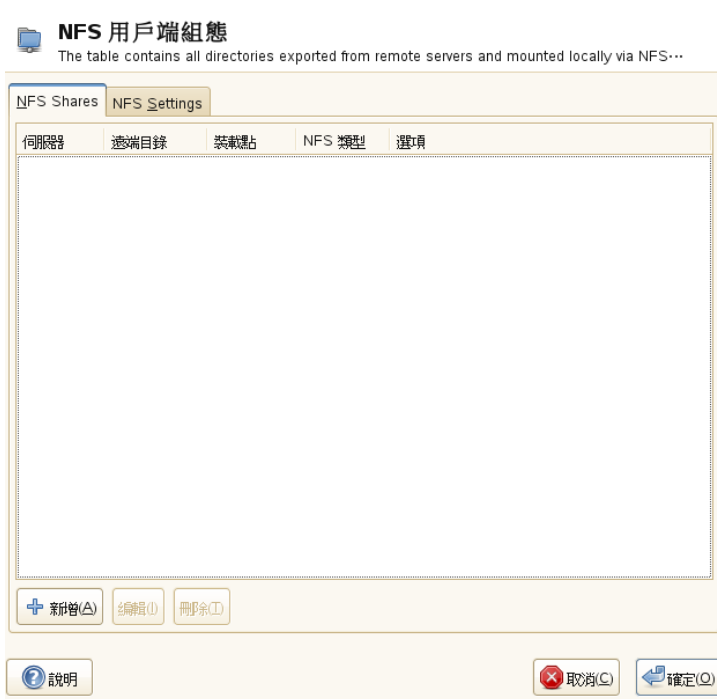 NFS 用戶端組態
The table contains all directories exported from remote servers and mounted locally via NFS···
NFS Shares NFS Settings
伺服器 遠端目錄 裝載點 NFS 類型 選項
新增(A) 編輯(I) 刪除(T)
說明 取消(C) 確定(O)